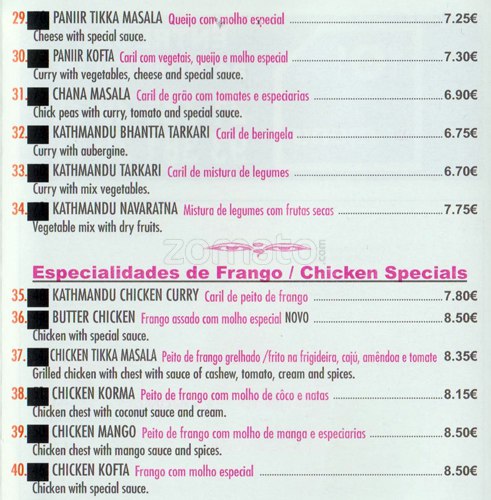 29. PANIIR TIKKA MASALA Queijo com molho especial 7.25€
Cheese with special sauce.
30. PANIIR KOFTA Caril com vegetais, queijo e molho especial 7.30€
Curry with vegetables, cheese and special sauce.
31. CHANA MASALA Caril de grão com tomates e especiarias 6.90€
Chick peas with curry, tomato and special sauce.
32. KATHMANDU BHANTTA TARKARI Caril de beringela 6.75€
Curry with aubergine.
33. KATHMANDU TARKARI Caril de mistura de legumes 6.70€
Curry with mix vegetables.
34. KATHMANDU NAVARATNA Mistura de legumes com frutas secas 7.75€
Vegetable mix with dry fruits.
zomato.com
Especialidades de Frango / Chicken Specials
35. KATHMANDU CHICKEN CURRY Caril de peito de frango 7.80€
36. BUTTER CHICKEN Frango assado com molho especial NOVO 8.50€
Chicken with special sauce.
37. CHICKEN TIKKA MASALA Peito de frango grelhado /frito na frigideira, cajú, amêndoa e tomate 8.35€
Grilled chicken with chest with sauce of cashew, tomato, cream and spices.
38. CHICKEN KORMA Peito de frango com molho de côco e natas 8.15€
Chicken chest with coconut sauce and cream.
39. CHICKEN MANGO Peito de frango com molho de manga e especiarias 8.50€
Chicken chest with mango sauce and spices.
40. CHICKEN KOFTA Frango com molho especial 8.50€
Chicken with special sauce.